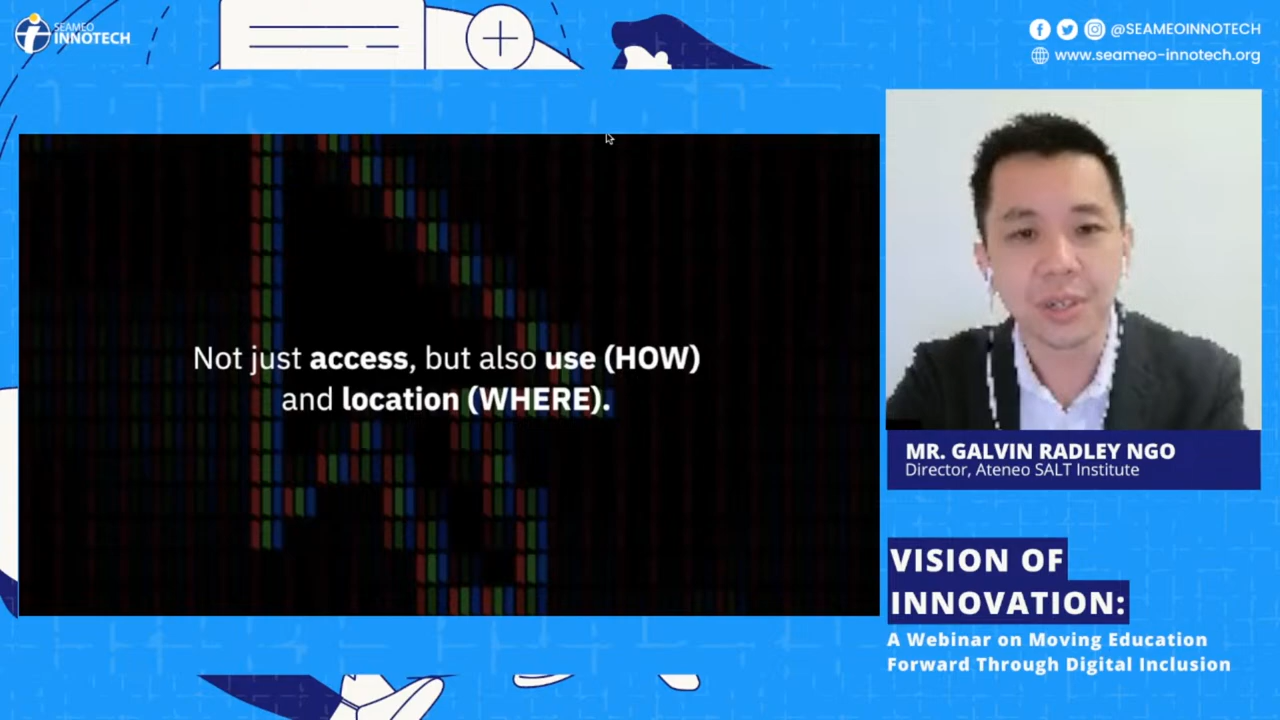 SEAMEO
INNOTECH
@SEAMEOINNOTECH
www.seameo-innotech.org
Not just access, but also use (HOW)
and location (WHERE).
MR. GALVIN RADLEY NGO
Director, Ateneo SALT Institute
VISION OF
INNOVATION:
A Webinar on Moving Education
Forward Through Digital Inclusion